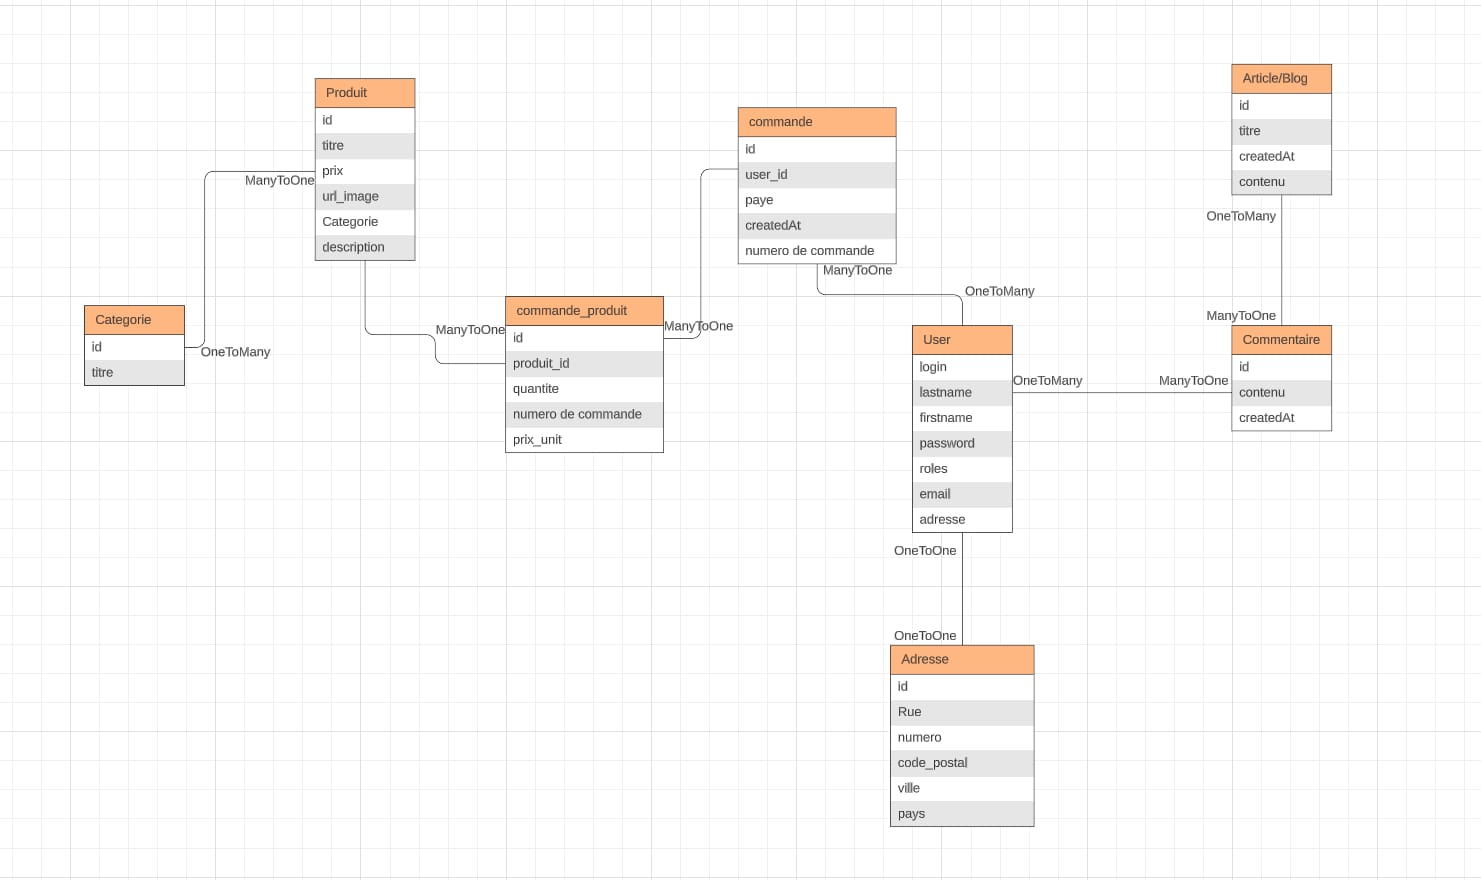 Produit
id
titre
prix
url_image
Categorie
description
ManyToOne
Categorie
id
titre
OneToMany
commande_produit
id
produit_id
quantite
numero de commande
prix_unit
ManyToOne
ManyToOne
commande
id
user_id
paye
createdAt
numero de commande
ManyToOne
OneToMany
User
login
lastname
firstname
password
roles
email
adresse
OneToMany
ManyToOne
OneToOne
OneToOne
Adresse
id
Rue
numero
code_postal
ville
pays
Article/Blog
id
titre
createdAt
contenu
OneToMany
ManyToOne
Commentaire
id
contenu
createdAt